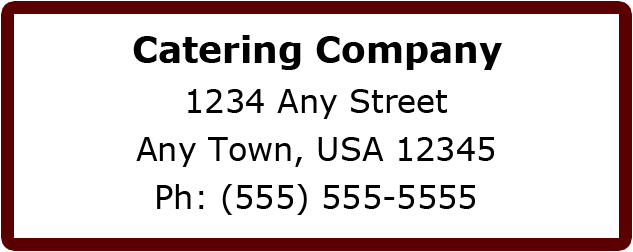 Catering Company
1234 Any Street
Any Town, USA 12345
Ph: (555) 555-5555